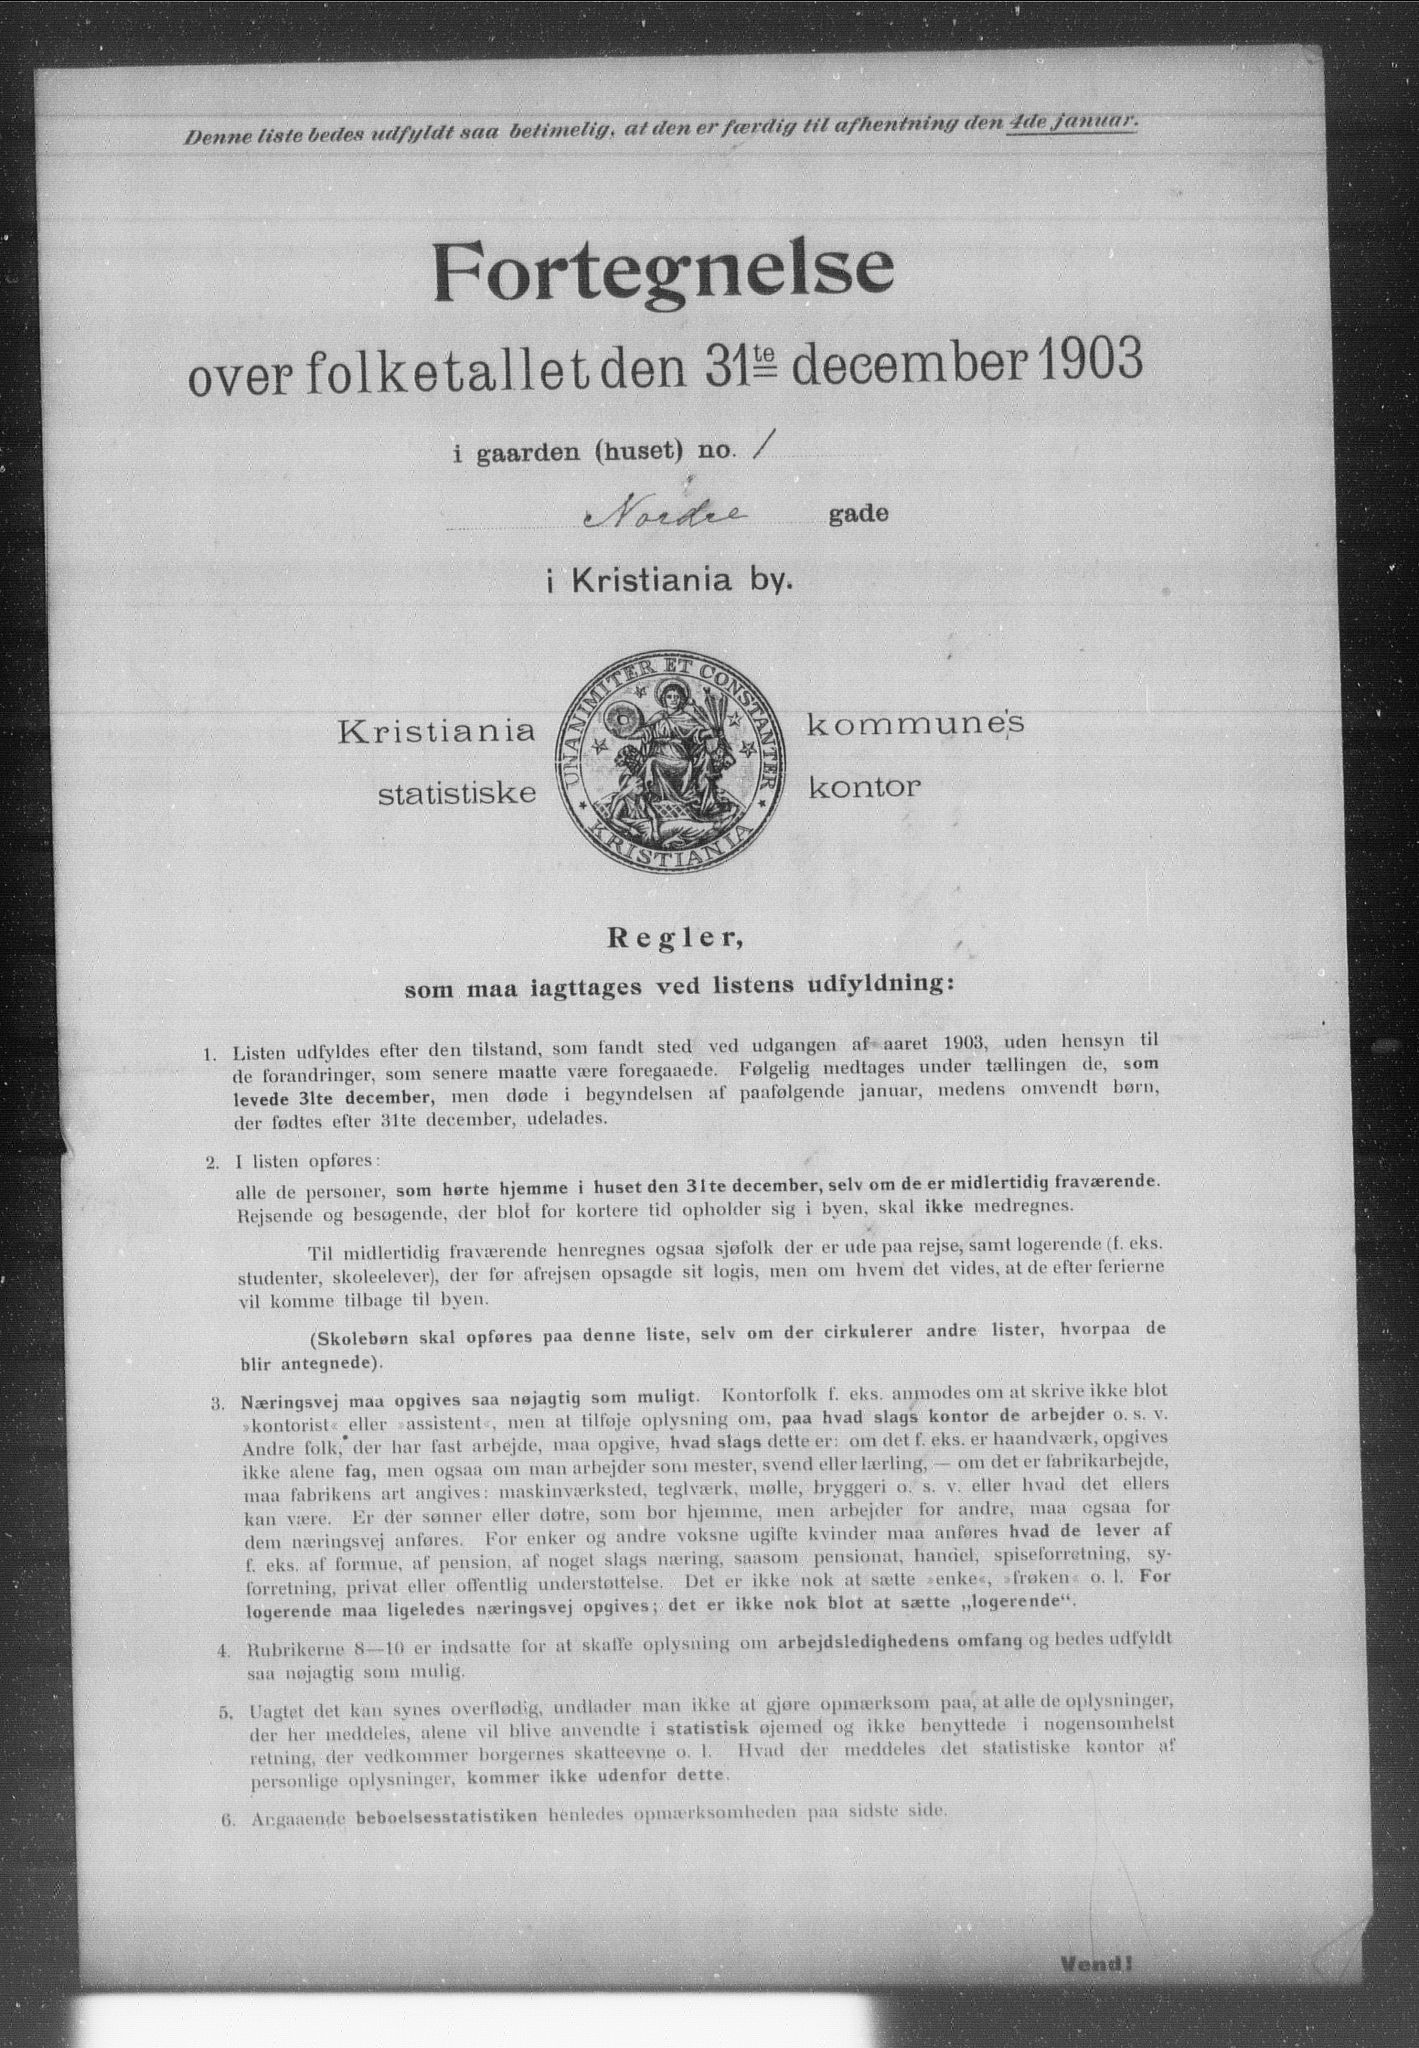 Denne liste bedes udfyldt saa betimelig, at den er færdig til afhentning den 4de januar.
Fortegnelse
over folketallet den 31te december 1903
i gaarden (huset) no. 1
Nordre gade
i Kristiania by.
Kristiania kommunes
statistiske kontor
UNANIMITER ET CONSTANTER
KRISTIANIA
Regler,
som maa iagttages ved listens udfyldning:
1. Listen udfyldes efter den tilstand, som fandt sted ved udgangen af aaret 1903, uden hensyn til
de forandringer, som senere maatte være foregaaede. Følgelig medtages under tællingen de, som
levede 31te december, men døde i begyndelsen af paafølgende januar, medens omvendt børn,
der fødtes efter 31te december, udelades.
2. I listen opføres:
alle de personer, som hørte hjemme i huset den 31te december, selv om de er midlertidig fraværende.
Rejsende og besøgende, der blot for kortere tid opholder sig i byen, skal ikke medregnes.
Til midlertidig fraværende henregnes ogsaa sjøfolk der er ude paa rejse, samt logerende (f. eks.
studenter, skoleelever), der før afrejsen opsagde sit logis, men om hvem det vides, at de efter ferierne
vil komme tilbage til byen.
(Skolebørn skal opføres paa denne liste, selv om der cirkulerer andre lister, hvorpaa de
blir antegnede).
3. Næringsvej maa opgives saa nøjagtig som muligt. Kontorfolk f. eks. anmodes om at skrive ikke blot
»kontorist« eller »assistent«, men at tilføje oplysning om, paa hvad slags kontor de arbejder o. s. v.
Andre folk, der har fast arbejde, maa opgive, hvad slags dette er: om det f. eks. er haandværk, opgives
ikke alene fag, men ogsaa om man arbejder som mester, svend eller lærling, — om det er fabrikarbejde,
maa fabrikens art angives: maskinværksted, teglværk, mølle, bryggeri o. s. v. eller hvad det ellers
kan være. Er der sønner eller døtre, som bor hjemme, men arbejder for andre, maa ogsaa for
dem næringsvej anføres. For enker og andre voksne ugifte kvinder maa anføres hvad de lever af
f. eks. af formue, af pension, af noget slags næring, saasom pensionat, handel, spiseforretning, sy-
forretning, privat eller offentlig understøttelse. Det er ikke nok at sætte »enke«, »frøken« o. l. For
logerende maa ligeledes næringsvej opgives; det er ikke nok blot at sætte „logerende“.
4. Rubrikerne 8—10 er indsatte for at skaffe oplysning om arbejdsledighedens omfang og bedes udfyldt
saa nøjagtig som mulig.
5. Uagtet det kan synes overflødig, undlader man ikke at gjøre opmærksom paa, at alle de oplysninger,
der her meddeles, alene vil blive anvendte i statistisk øjemed og ikke benyttede i nogensomhelst
retning, der vedkommer borgernes skatteevne o. l. Hvad der meddeles det statistiske kontor af
personlige oplysninger, kommer ikke udenfor dette.
6. Angaaende beboelsesstatistiken henledes opmærksomheden paa sidste side.
Vend!